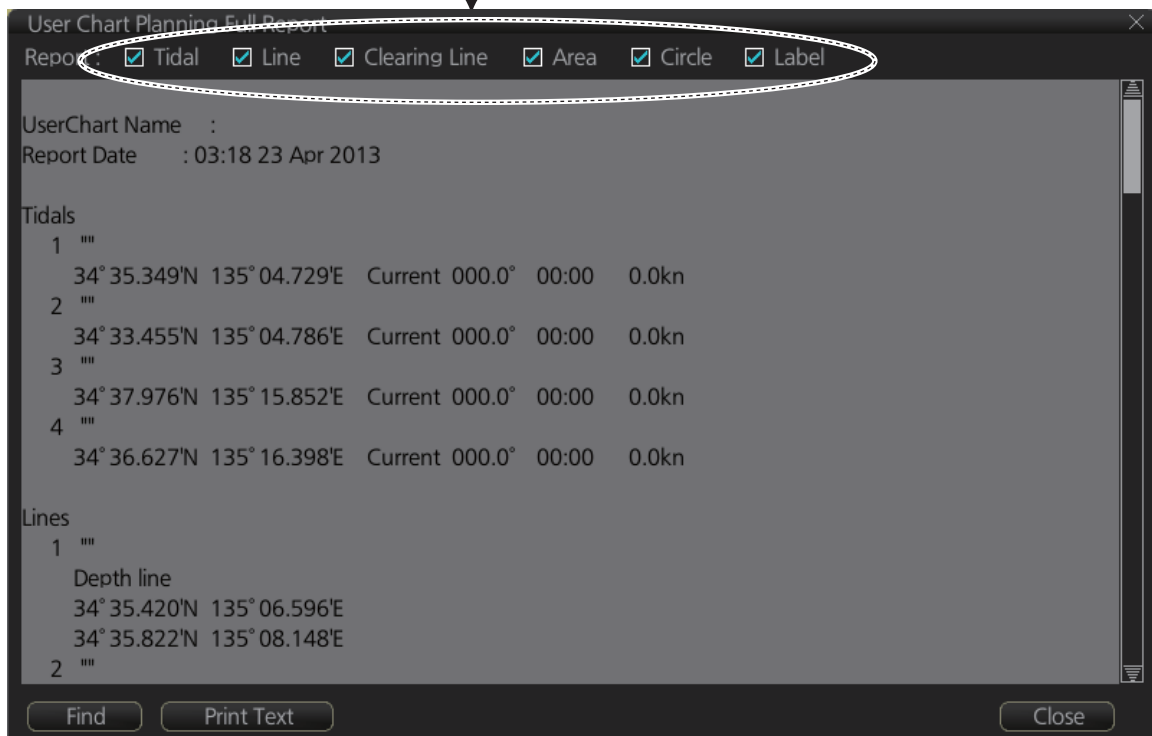 User Chart Planning Full Report
Report : Tidal Line Clearing Line Area Circle Label
UserChart Name :
Report Date : 03:18 23 Apr 2013
Tidals
1 ""
34°35.349'N 135°04.729'E Current 000.0° 00:00 0.0kn
2 ""
34°33.455'N 135°04.786'E Current 000.0° 00:00 0.0kn
3 ""
34°37.976'N 135°15.852'E Current 000.0° 00:00 0.0kn
4 ""
34°36.627'N 135°16.398'E Current 000.0° 00:00 0.0kn
Lines
1 ""
Depth line
34°35.420'N 135°06.596'E
34°35.822'N 135°08.148'E
2 ""
Find Print Text Close